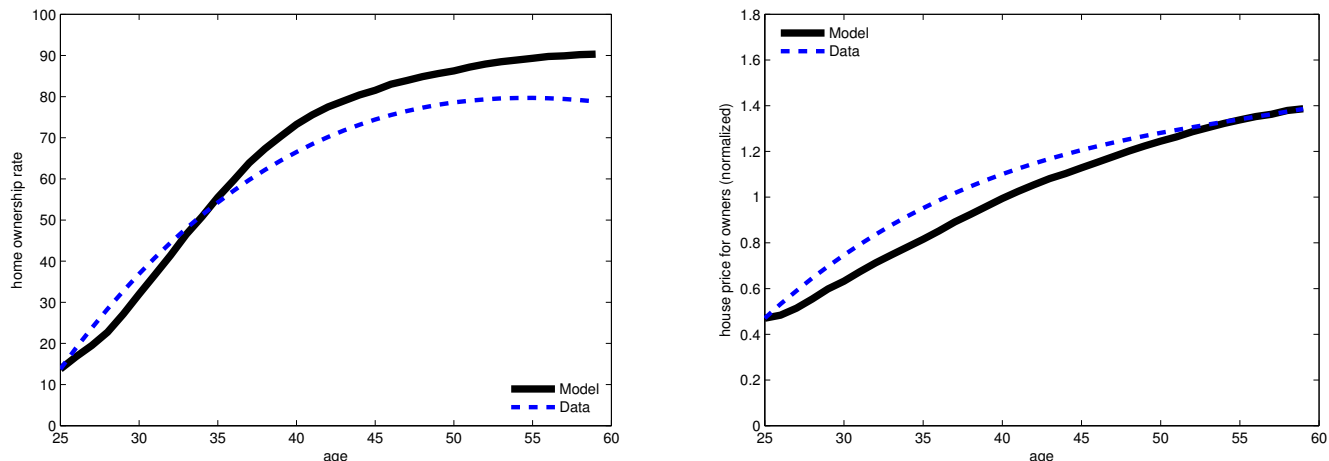 100
90
80
70
60
50
40
30
20
10
0
25 30 35 40 45 50 55 60
home ownership rate
age
Model
Data
1.8
1.6
1.4
1.2
1
0.8
0.6
0.4
0.2
0
25 30 35 40 45 50 55 60
house price for owners (normalized)
age
Model
Data